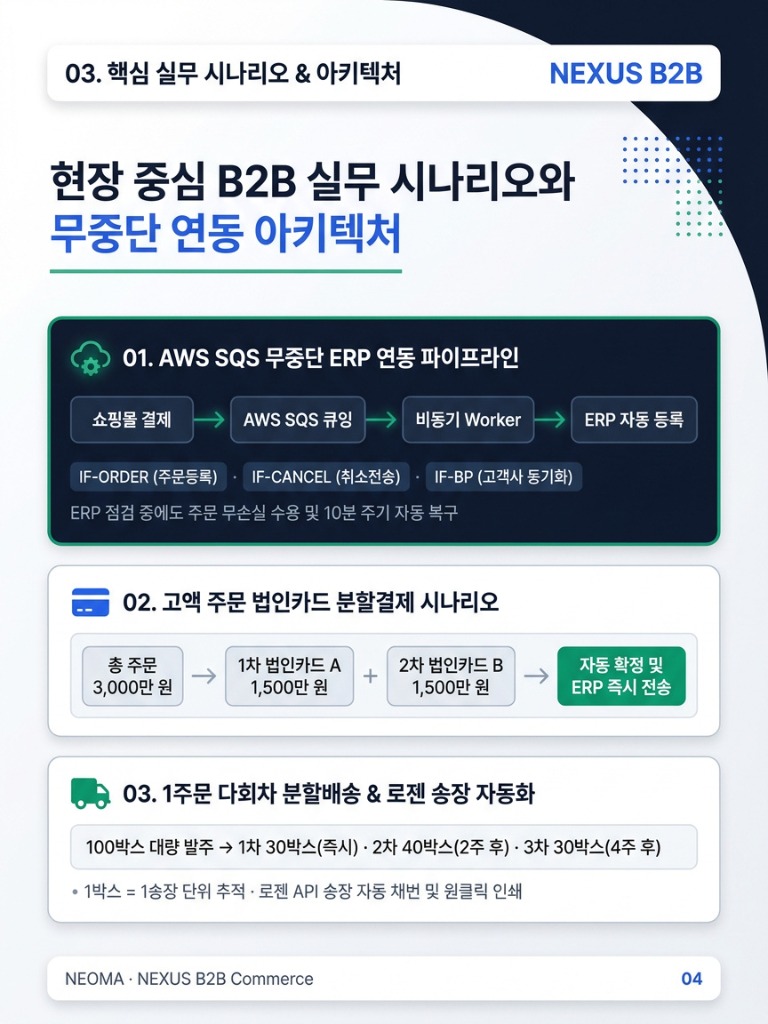 03. 핵심 실무 시나리오 & 아키텍처
NEXUS B2B
현장 중심 B2B 실무 시나리오와
무중단 연동 아키텍처
01. AWS SQS 무중단 ERP 연동 파이프라인
쇼핑몰 결제 → AWS SQS 큐잉 → 비동기 Worker → ERP 자동 등록
IF-ORDER (주문등록) · IF-CANCEL (취소전송) · IF-BP (고객사 동기화)
ERP 점검 중에도 주문 무손실 수용 및 10분 주기 자동 복구
02. 고액 주문 법인카드 분할결제 시나리오
총 주문
3,000만 원
→
1차 법인카드 A
1,500만 원
+
2차 법인카드 B
1,500만 원
→
자동 확정 및
ERP 즉시 전송
03. 1주문 다회차 분할배송 & 로젠 송장 자동화
100박스 대량 발주 → 1차 30박스(즉시) · 2차 40박스(2주 후) · 3차 30박스(4주 후)
• 1박스 = 1송장 단위 추적 · 로젠 API 송장 자동 채번 및 원클릭 인쇄
NEOMA · NEXUS B2B Commerce
04